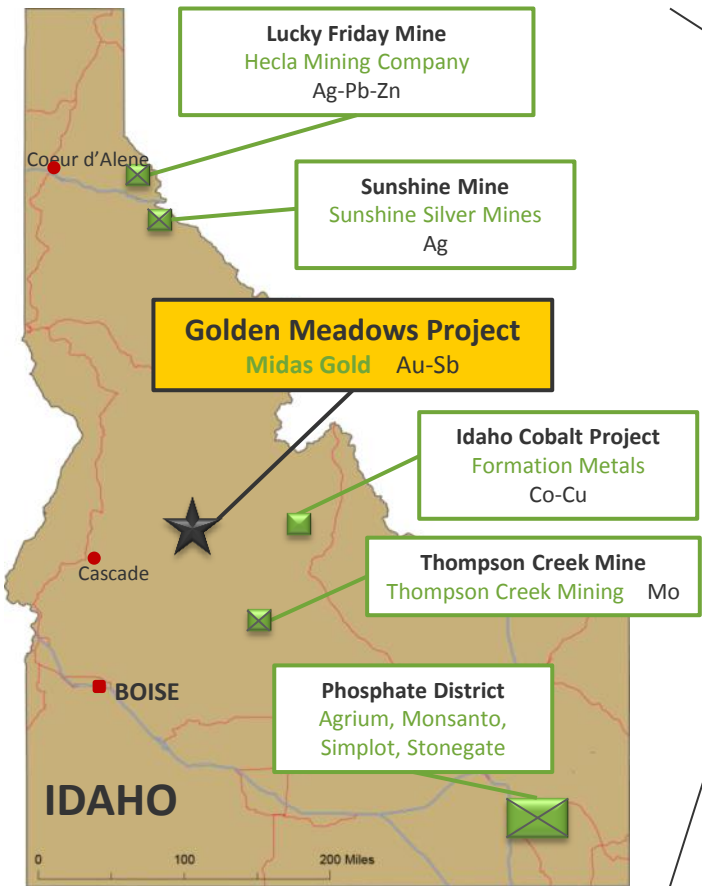 Lucky Friday Mine
Hecla Mining Company
Ag-Pb-Zn
Coeur d'Alene
Sunshine Mine
Sunshine Silver Mines
Ag
Golden Meadows Project
Midas Gold Au-Sb
Idaho Cobalt Project
Formation Metals
Co-Cu
Cascade
Thompson Creek Mine
Thompson Creek Mining Mo
BOISE
Phosphate District
Agrium, Monsanto,
Simplot, Stonegate
IDAHO
0 100 200 Miles